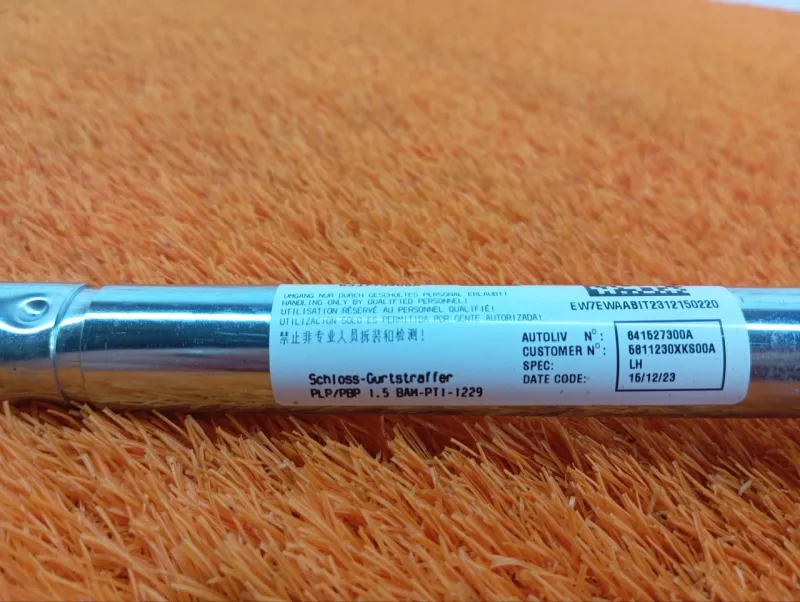 UMGANG NUR DURCH GESCHULTES PERSONAL ERLAUBT!
HANDLING ONLY BY QUALIFIED PERSONNEL!
UTILISATION RÉSERVÉ AU PERSONNEL QUALIFIÉ!
UTILIZACIÓN SOLO ES PERMITIDA POR GENTE AUTORIZADA!
禁止非专业人员拆装和检测!
Schloss-Gurtstraffer
PLP/PBP 1.5 BAM-PT1-1229
EW7EWAABIT2312150220
AUTOLIV N°: 641527300A
CUSTOMER N°: 5811230XKS00A
SPEC: LH
DATE CODE: 15/12/23